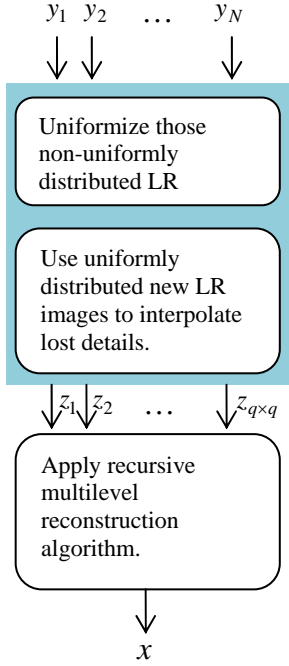 y1 y2 ... yN
Uniformize those
non-uniformly
distributed LR
Use uniformly
distributed new LR
images to interpolate
lost details.
z1 z2 ... zq×q
Apply recursive
multilevel
reconstruction
algorithm.
x